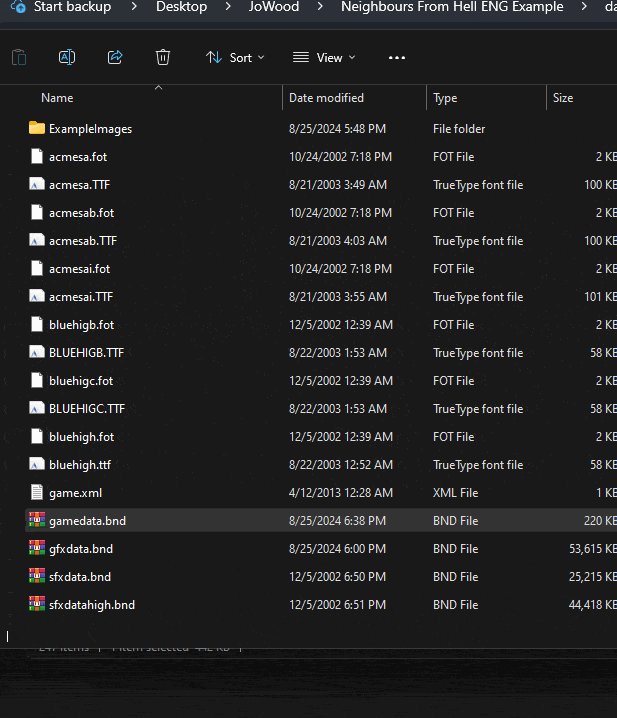 Start backup > Desktop > JoWood > Neighbours From Hell ENG Example > da
Sort View
Name Date modified Type Size
ExampleImages 8/25/2024 5:48 PM File folder
acmesa.fot 10/24/2002 7:18 PM FOT File 2 KB
acmesa.TTF 8/21/2003 3:49 AM TrueType font file 100 KB
acmesab.fot 10/24/2002 7:18 PM FOT File 2 KB
acmesab.TTF 8/21/2003 4:03 AM TrueType font file 100 KB
acmesai.fot 10/24/2002 7:18 PM FOT File 2 KB
acmesai.TTF 8/21/2003 3:55 AM TrueType font file 101 KB
bluehigb.fot 12/5/2002 12:39 AM FOT File 2 KB
BLUEHIGB.TTF 8/22/2003 1:53 AM TrueType font file 58 KB
bluehigc.fot 12/5/2002 12:39 AM FOT File 2 KB
BLUEHIGC.TTF 8/22/2003 1:53 AM TrueType font file 58 KB
bluehigh.fot 12/5/2002 12:39 AM FOT File 2 KB
bluehigh.ttf 8/22/2003 12:52 AM TrueType font file 58 KB
game.xml 4/12/2013 12:28 AM XML File 1 KB
gamedata.bnd 8/25/2024 6:38 PM BND File 220 KB
gfxdata.bnd 8/25/2024 6:00 PM BND File 53,615 KB
sfxdata.bnd 12/5/2002 6:50 PM BND File 25,215 KB
sfxdatahigh.bnd 12/5/2002 6:51 PM BND File 44,418 KB
247 items 1 item selected 442 KB